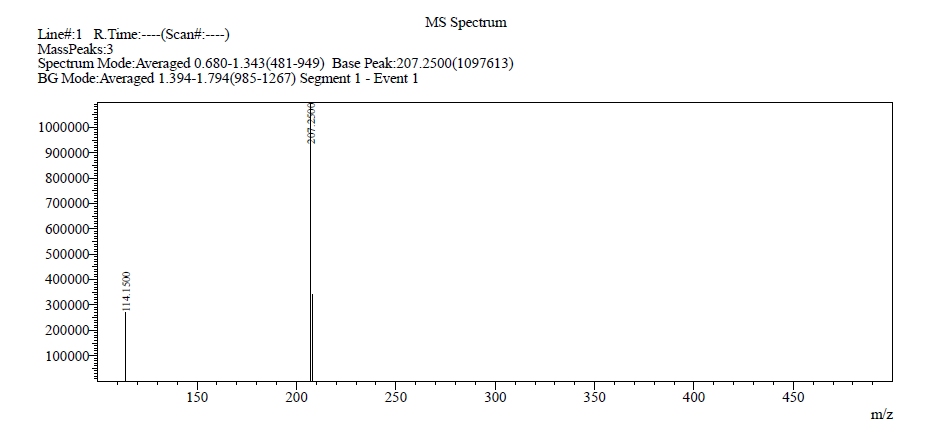 MS Spectrum
Line#:1 R.Time:----(Scan#:----)
MassPeaks:3
Spectrum Mode:Averaged 0.680-1.343(481-949) Base Peak:207.2500(1097613)
BG Mode:Averaged 1.394-1.794(985-1267) Segment 1 - Event 1
207.2500
1000000
900000
800000
700000
600000
500000
400000
114.1500
300000
200000
100000
150 200 250 300 350 400 450
m/z